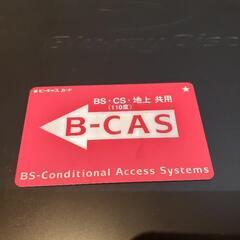 ★ビーキャス カード
★
BS・CS・地上 共用
(110度)
B-CAS
BS-Conditional Access Systems